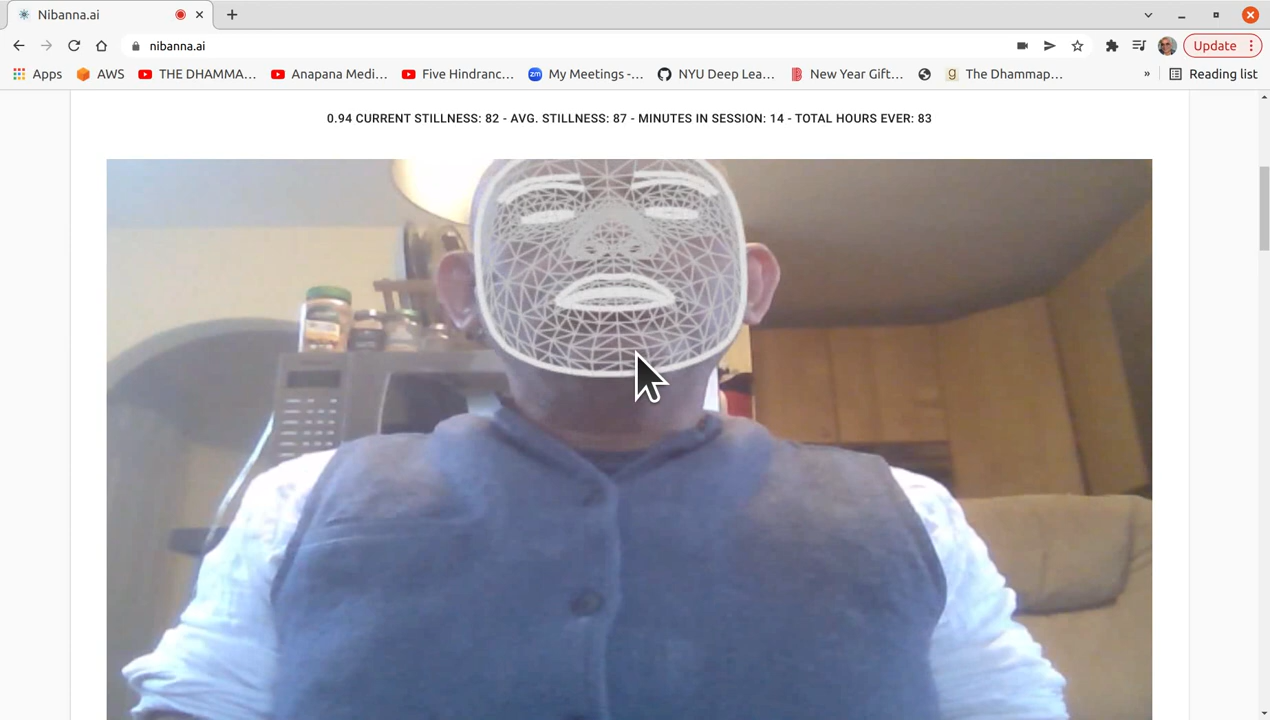 Nibanna.ai
nibanna.ai
Update
Apps AWS THE DHAMMA... Anapana Medi... Five Hindranc... My Meetings -... NYU Deep Lea... New Year Gift... The Dhammap... » Reading list
0.94 CURRENT STILLNESS: 82 - AVG. STILLNESS: 87 - MINUTES IN SESSION: 14 - TOTAL HOURS EVER: 83